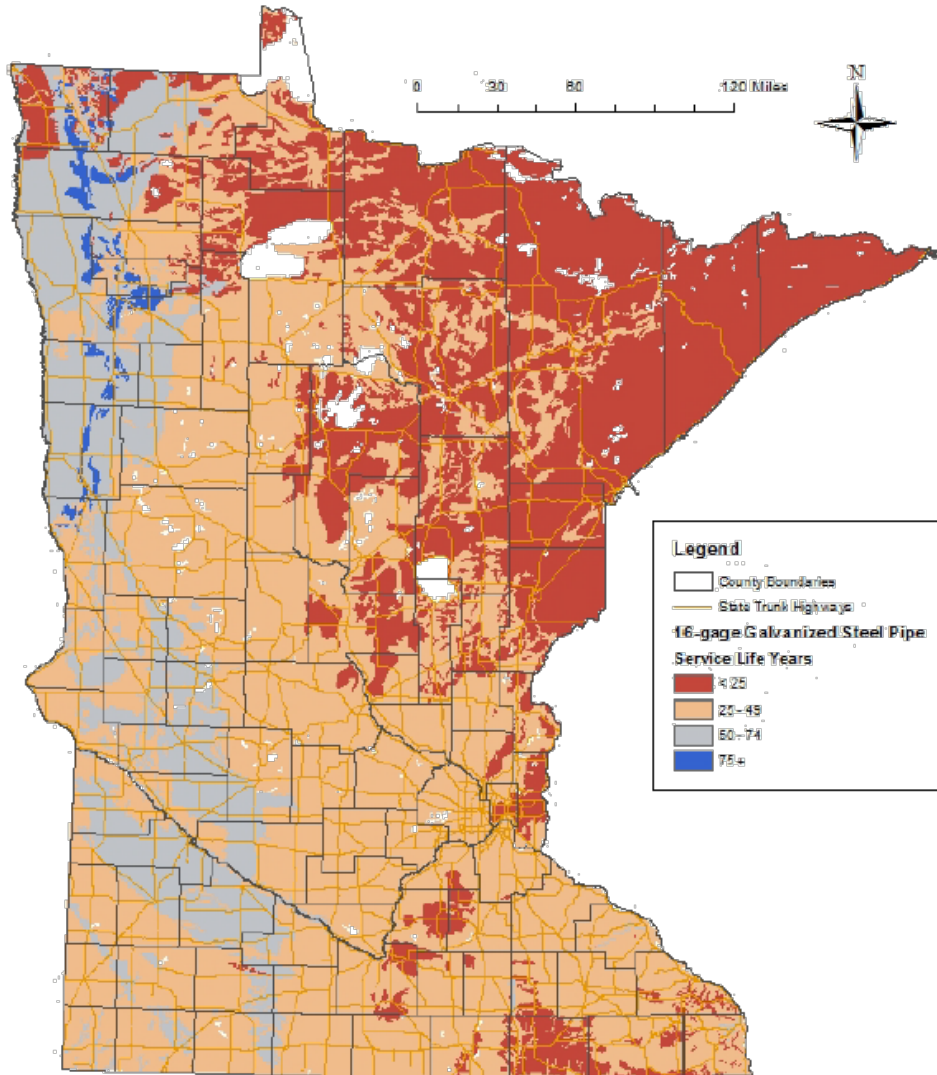 N
0 30 60 120 Miles
Legend
County Boundaries
State Trunk Highways
16-gage Galvanized Steel Pipe
Service Life Years
< 25
25-49
50-74
75+